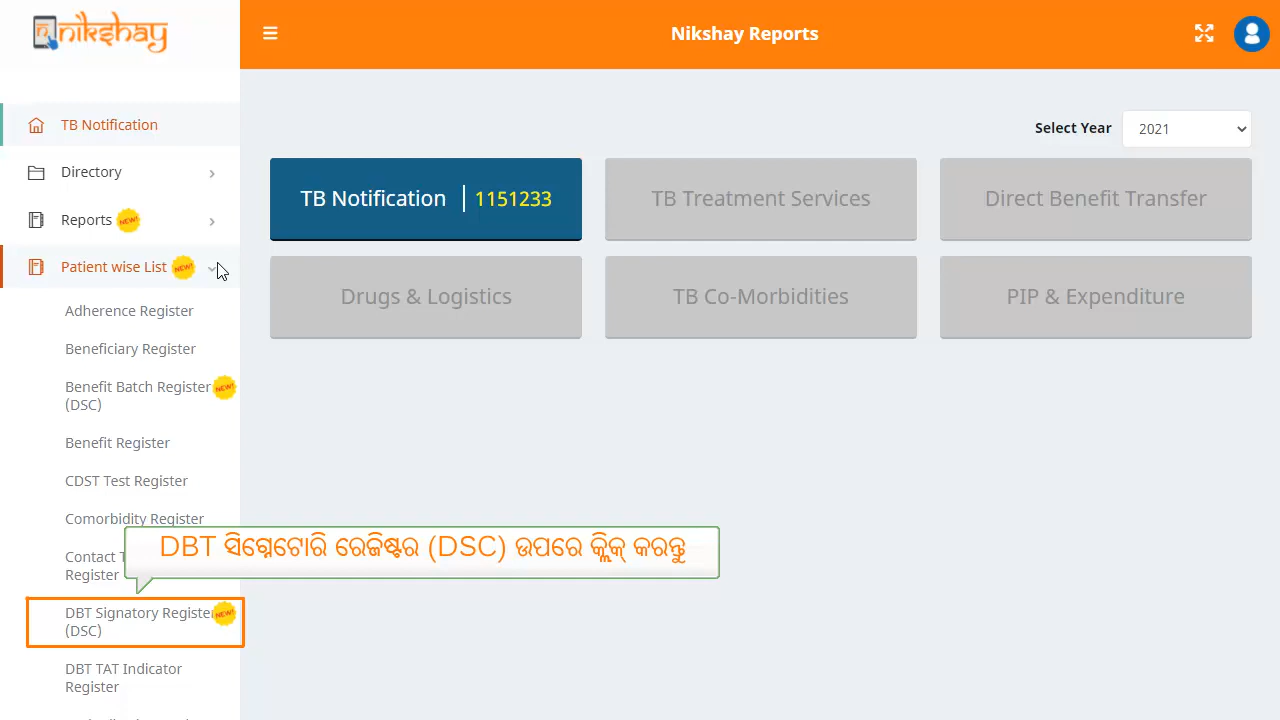 nikshay
Nikshay Reports
TB Notification
Directory
Reports NEW!
Patient wise List NEW!
Adherence Register
Beneficiary Register
Benefit Batch Register NEW!
(DSC)
Benefit Register
CDST Test Register
Comorbidity Register
Contact T
Register
DBT Signatory Register NEW!
(DSC)
DBT TAT Indicator
Register
Select Year 2021
TB Notification 1151233
TB Treatment Services
Direct Benefit Transfer
Drugs & Logistics
TB Co-Morbidities
PIP & Expenditure
DBT ସିଗ୍ନେଟୋରି ରେଜିଷ୍ଟର (DSC) ଉପରେ କ୍ଲିକ୍ କରନ୍ତୁ